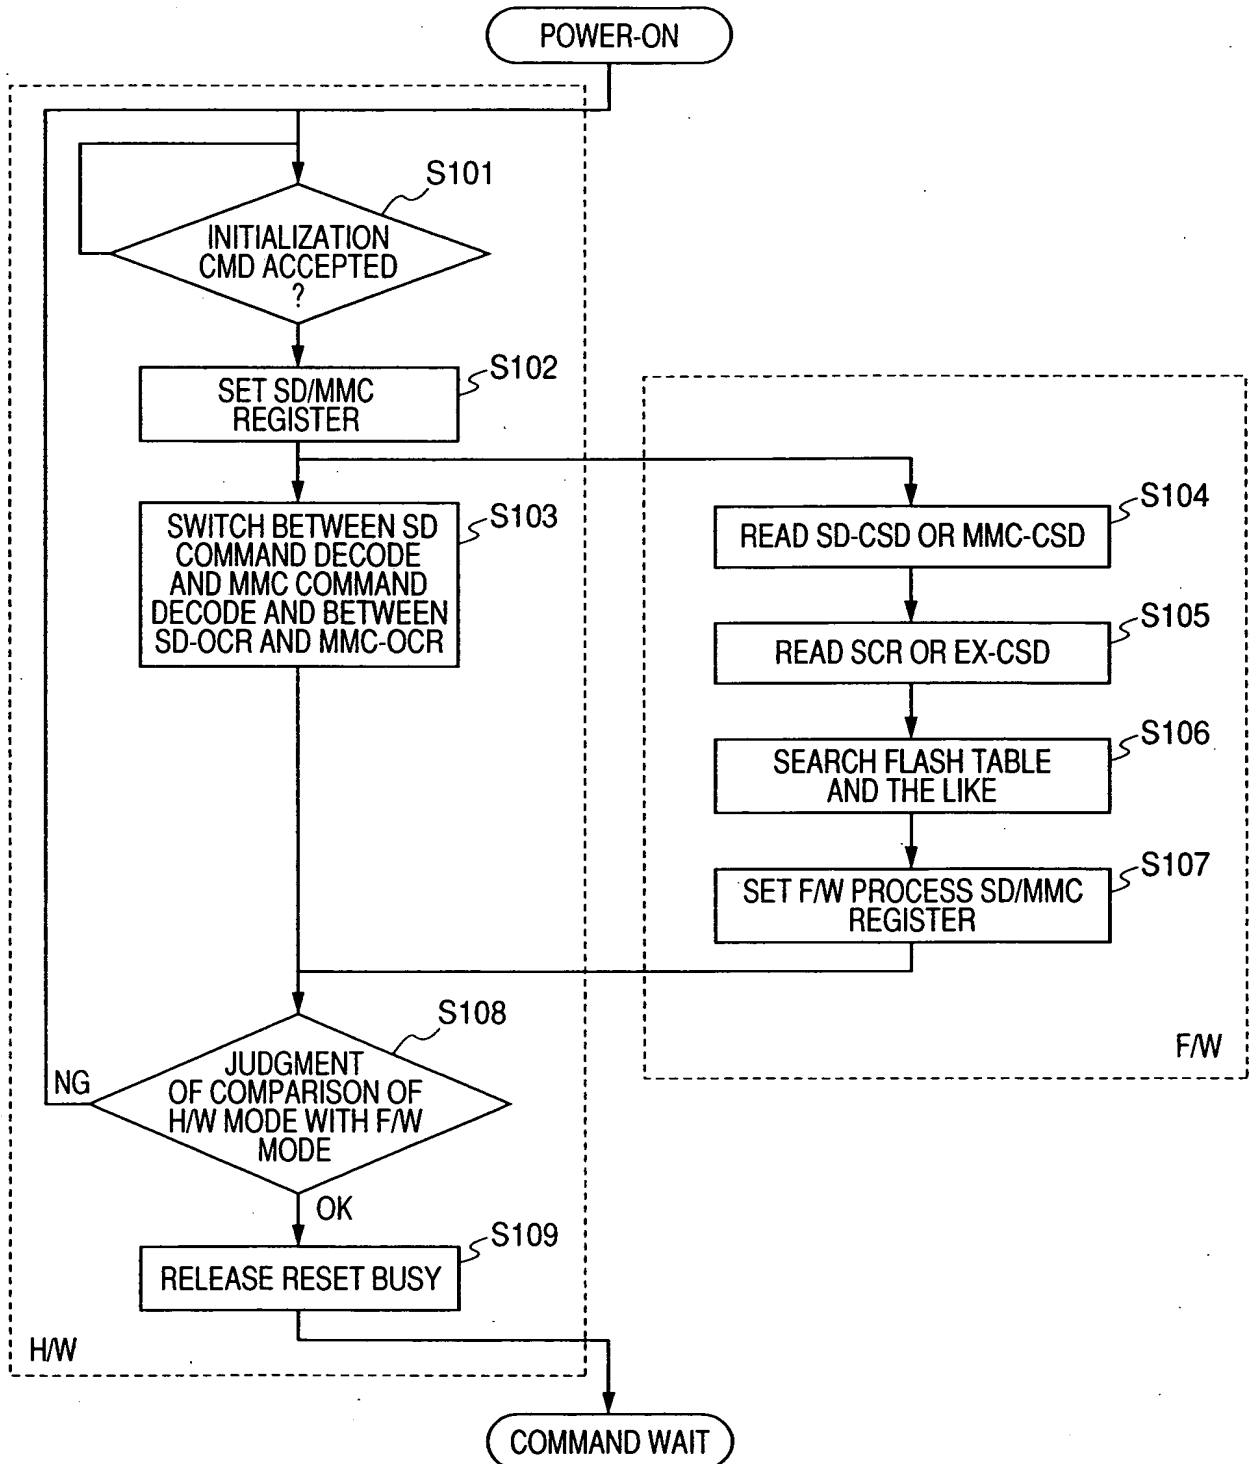 POWER-ON
S101
INITIALIZATION
CMD ACCEPTED
?
S102
SET SD/MMC
REGISTER
S103
SWITCH BETWEEN SD
COMMAND DECODE
AND MMC COMMAND
DECODE AND BETWEEN
SD-OCR AND MMC-OCR
S104
READ SD-CSD OR MMC-CSD
S105
READ SCR OR EX-CSD
S106
SEARCH FLASH TABLE
AND THE LIKE
S107
SET F/W PROCESS SD/MMC
REGISTER
F/W
S108
JUDGMENT
OF COMPARISON OF
H/W MODE WITH F/W
MODE
NG
OK
S109
RELEASE RESET BUSY
H/W
COMMAND WAIT